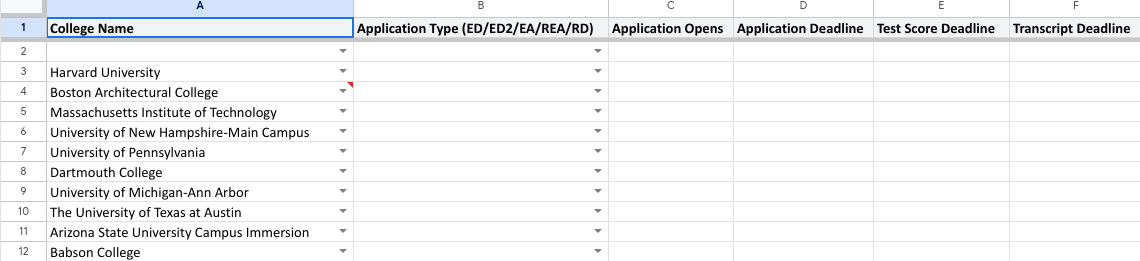 A B C D E F
1 College Name Application Type (ED/ED2/EA/REA/RD) Application Opens Application Deadline Test Score Deadline Transcript Deadline
2
3 Harvard University
4 Boston Architectural College
5 Massachusetts Institute of Technology
6 University of New Hampshire-Main Campus
7 University of Pennsylvania
8 Dartmouth College
9 University of Michigan-Ann Arbor
10 The University of Texas at Austin
11 Arizona State University Campus Immersion
12 Babson College